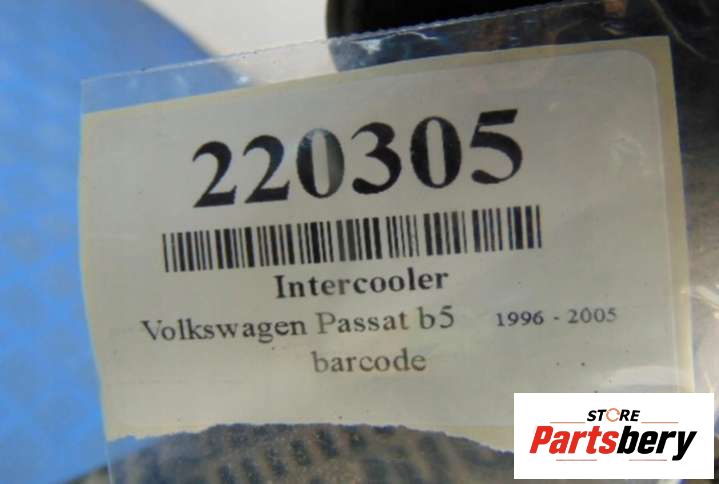 220305
Intercooler
Volkswagen Passat b5 1996 - 2005
barcode
STORE
Partsbery